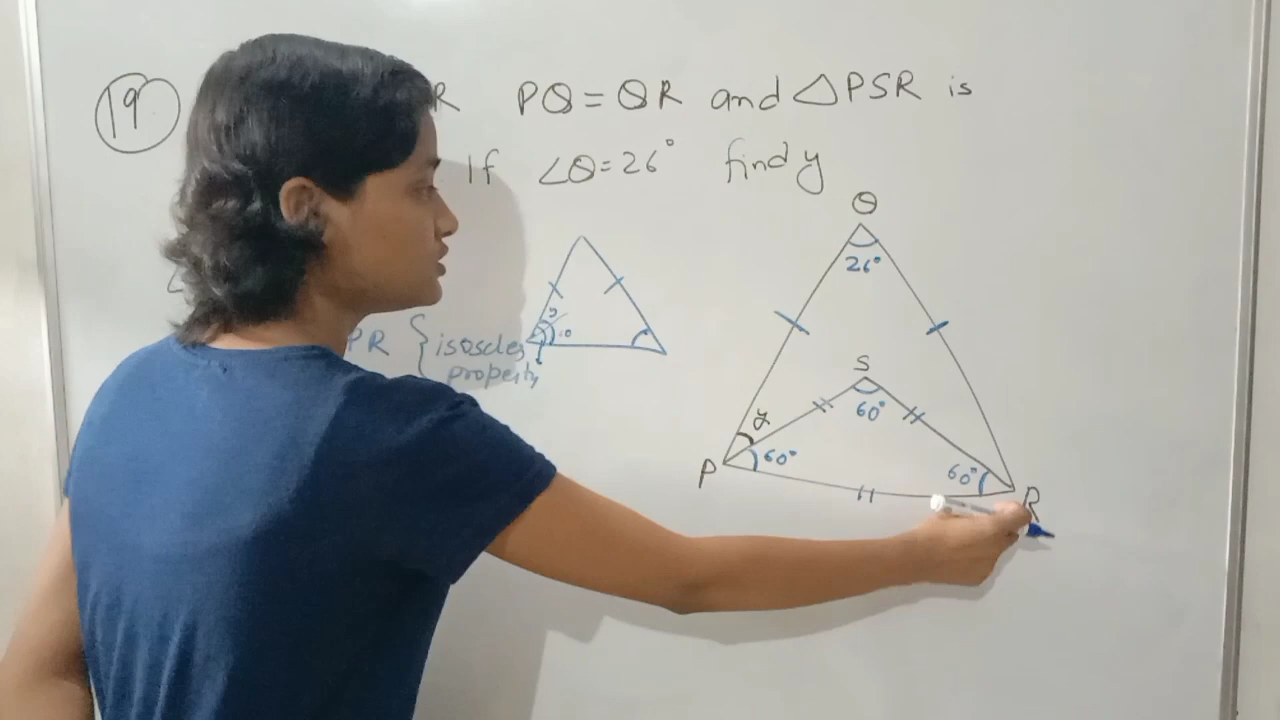 19 R PQ = QR and △PSR is
If ∠Q = 26° find y
Q
26°
S
60°
PR { isosceles
property
y
P 60°
60° R